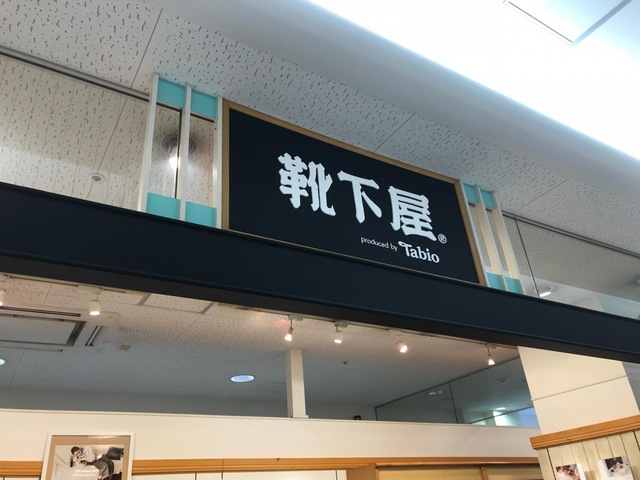 靴下屋®
produced by Tabio